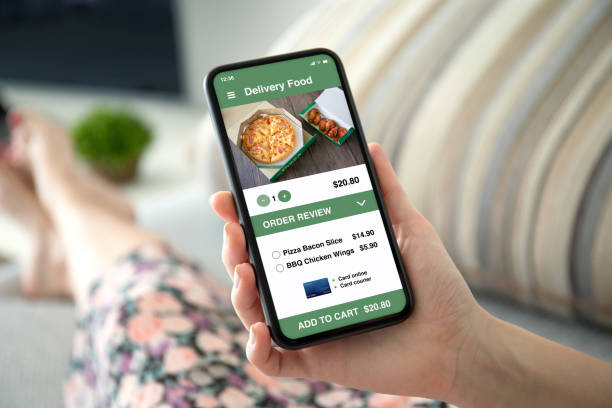 12:36
Delivery Food
− 1 + $20.80
ORDER REVIEW
Pizza Bacon Slice $14.90
BBQ Chicken Wings $5.90
Card online
Card courier
ADD TO CART $20.80